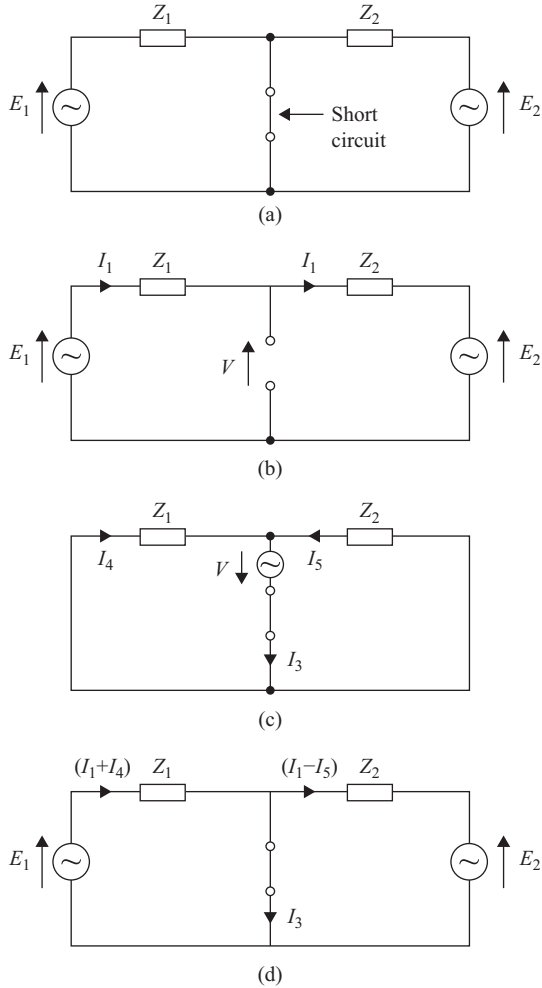 Z1 Z2
E1 E2
Short
circuit
(a)
I1 Z1 I1 Z2
E1 V E2
(b)
Z1 Z2
I4 V I5
I3
(c)
(I1+I4) Z1 (I1−I5) Z2
E1 E2
I3
(d)